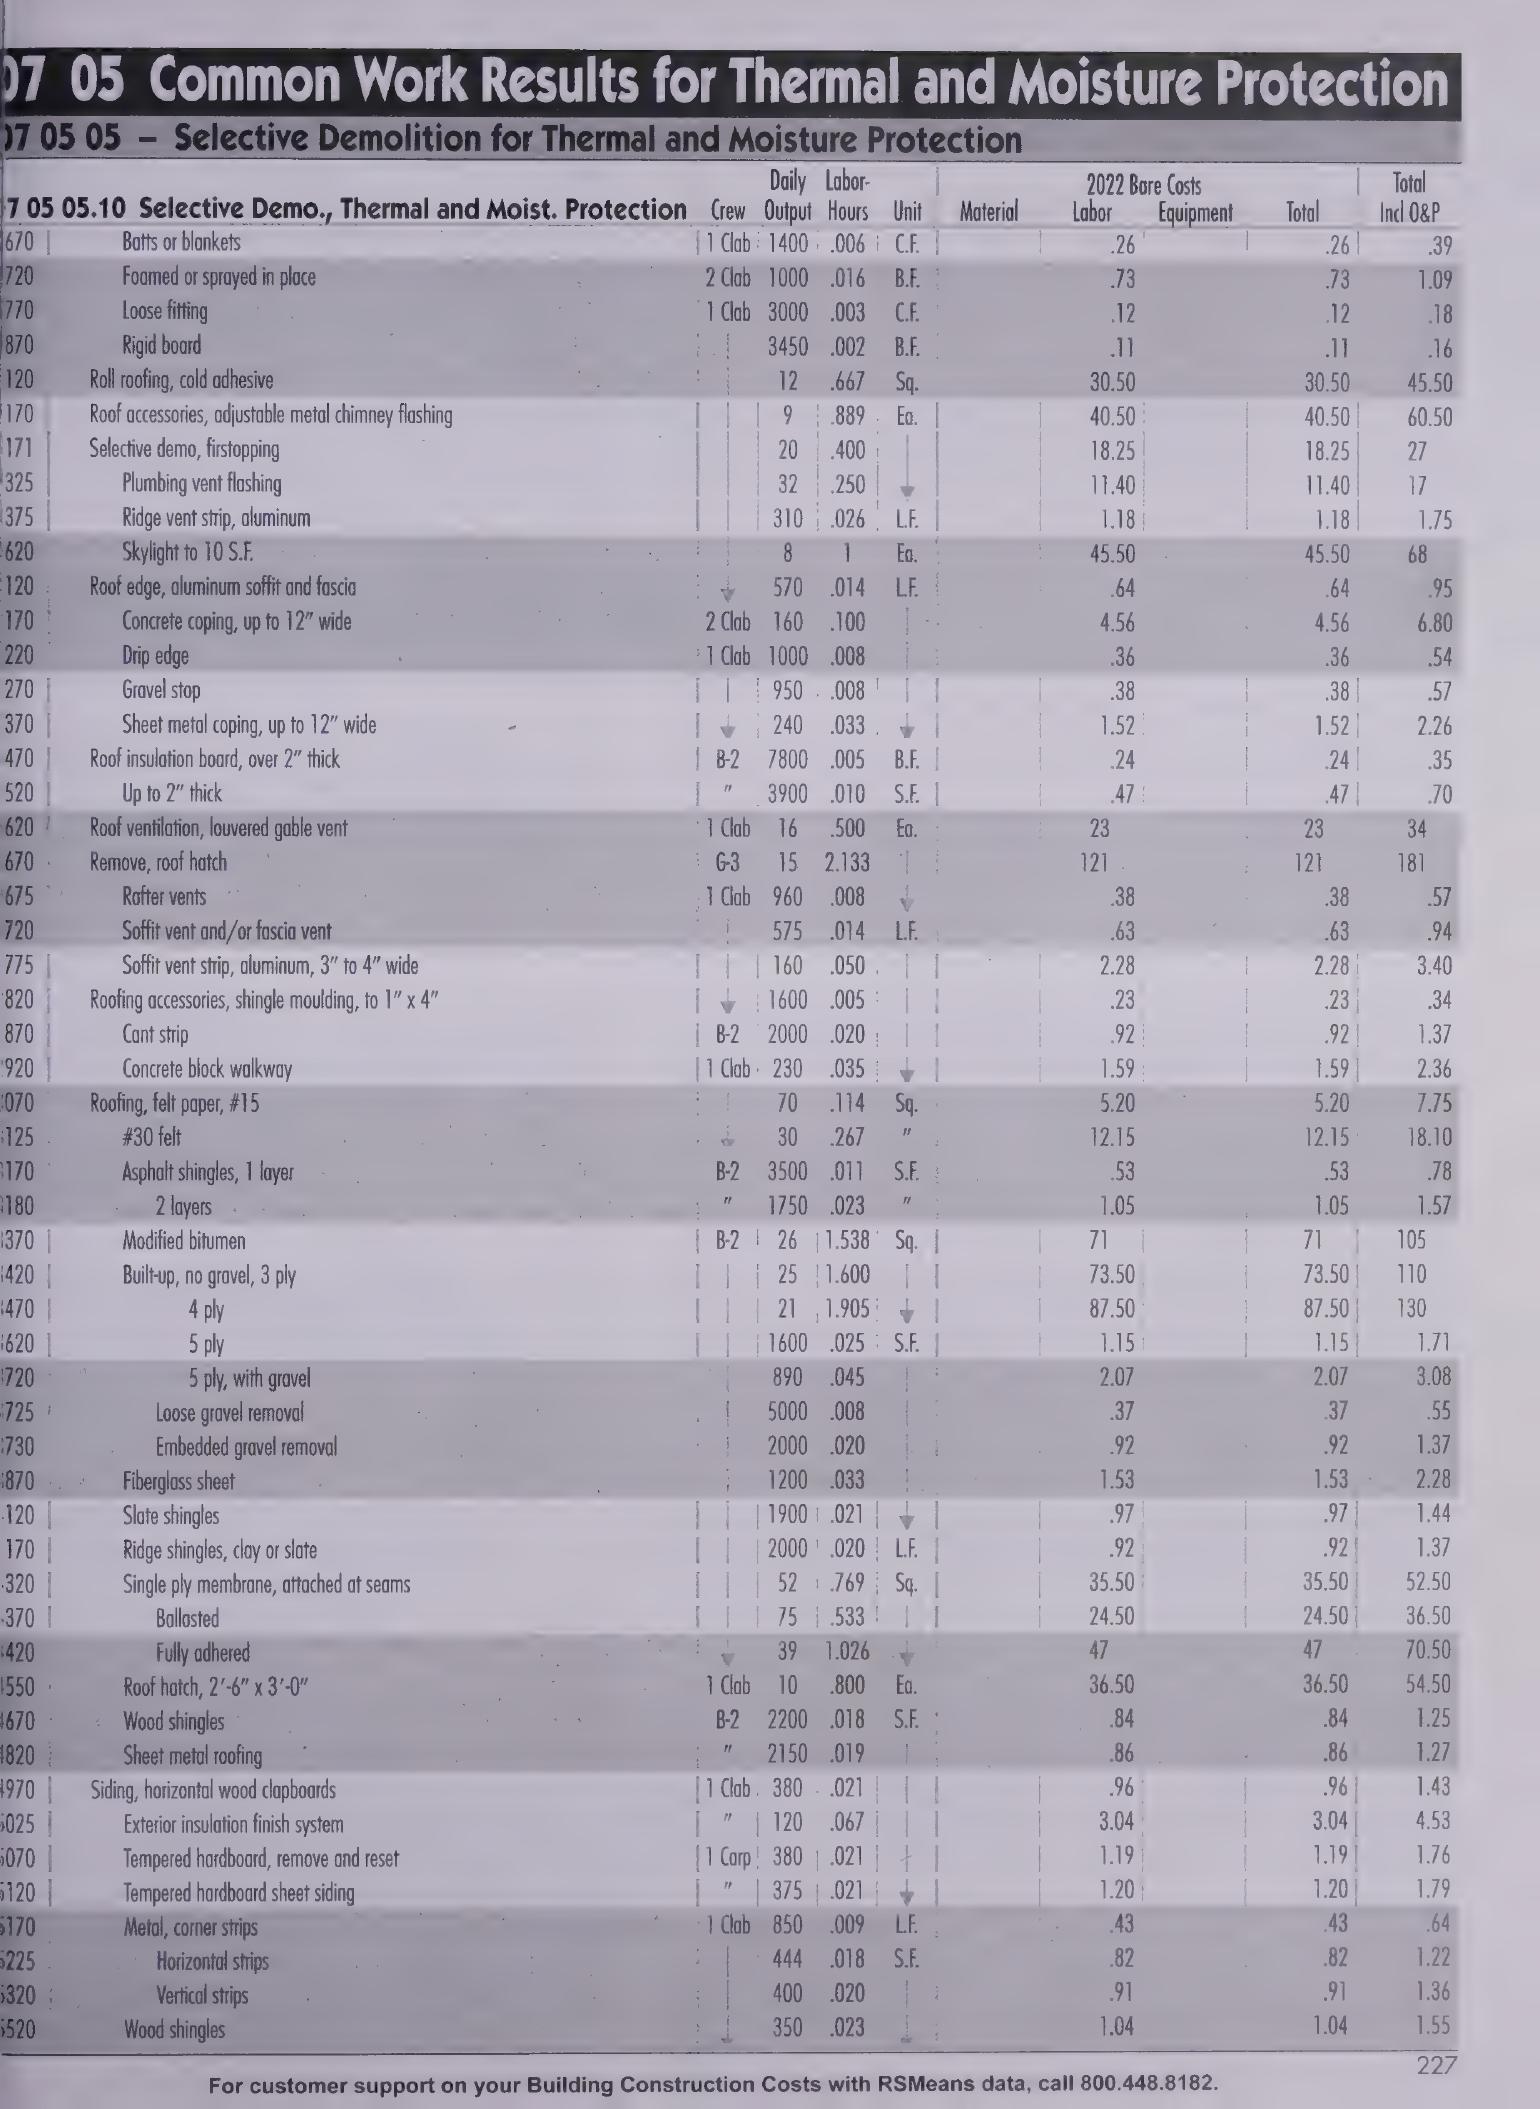 07 05 Common Work Results for Thermal and Moisture Protection
07 05 05 – Selective Demolition for Thermal and Moisture Protection
Daily Labor- 2022 Bare Costs Total
7 05 05.10 Selective Demo., Thermal and Moist. Protection Crew Output Hours Unit Material Labor Equipment Total Incl O&P
670 Batts or blankets 1 Clab 1400 .006 C.F. .26 .26 .39
720 Foamed or sprayed in place 2 Clab 1000 .016 B.F. .73 .73 1.09
770 Loose fitting 1 Clab 3000 .003 C.F. .12 .12 .18
870 Rigid board 3450 .002 B.F. .11 .11 .16
120 Roll roofing, cold adhesive 12 .667 Sq. 30.50 30.50 45.50
170 Roof accessories, adjustable metal chimney flashing 9 .889 Ea. 40.50 40.50 60.50
171 Selective demo, firstopping 20 .400 18.25 18.25 27
325 Plumbing vent flashing 32 .250 11.40 11.40 17
375 Ridge vent strip, aluminum 310 .026 L.F. 1.18 1.18 1.75
620 Skylight to 10 S.F. 8 1 Ea. 45.50 45.50 68
120 Roof edge, aluminum soffit and fascia 570 .014 L.F. .64 .64 .95
170 Concrete coping, up to 12" wide 2 Clab 160 .100 4.56 4.56 6.80
220 Drip edge 1 Clab 1000 .008 .36 .36 .54
270 Gravel stop 950 .008 .38 .38 .57
370 Sheet metal coping, up to 12" wide 240 .033 1.52 1.52 2.26
470 Roof insulation board, over 2" thick B-2 7800 .005 B.F. .24 .24 .35
520 Up to 2" thick " 3900 .010 S.F. .47 .47 .70
620 Roof ventilation, louvered gable vent 1 Clab 16 .500 Ea. 23 23 34
670 Remove, roof hatch G-3 15 2.133 121 121 181
675 Rafter vents 1 Clab 960 .008 .38 .38 .57
720 Soffit vent and/or fascia vent 575 .014 L.F. .63 .63 .94
775 Soffit vent strip, aluminum, 3" to 4" wide 160 .050 2.28 2.28 3.40
820 Roofing accessories, shingle moulding, to 1" x 4" 1600 .005 .23 .23 .34
870 Cant strip B-2 2000 .020 .92 .92 1.37
920 Concrete block walkway 1 Clab 230 .035 1.59 1.59 2.36
070 Roofing, felt paper, #15 70 .114 Sq. 5.20 5.20 7.75
125 #30 felt 30 .267 " 12.15 12.15 18.10
170 Asphalt shingles, 1 layer B-2 3500 .011 S.F. .53 .53 .78
180 2 layers " 1750 .023 " 1.05 1.05 1.57
370 Modified bitumen B-2 26 1.538 Sq. 71 71 105
420 Built-up, no gravel, 3 ply 25 1.600 73.50 73.50 110
470 4 ply 21 1.905 87.50 87.50 130
620 5 ply 1600 .025 S.F. 1.15 1.15 1.71
720 5 ply, with gravel 890 .045 2.07 2.07 3.08
725 Loose gravel removal 5000 .008 .37 .37 .55
730 Embedded gravel removal 2000 .020 .92 .92 1.37
870 Fiberglass sheet 1200 .033 1.53 1.53 2.28
120 Slate shingles 1900 .021 .97 .97 1.44
170 Ridge shingles, clay or slate 2000 .020 L.F. .92 .92 1.37
320 Single ply membrane, attached at seams 52 .769 Sq. 35.50 35.50 52.50
370 Ballasted 75 .533 24.50 24.50 36.50
420 Fully adhered 39 1.026 47 47 70.50
550 Roof hatch, 2'-6" x 3'-0" 1 Clab 10 .800 Ea. 36.50 36.50 54.50
670 Wood shingles B-2 2200 .018 S.F. .84 .84 1.25
820 Sheet metal roofing " 2150 .019 .86 .86 1.27
970 Siding, horizontal wood clapboards 1 Clab 380 .021 .96 .96 1.43
025 Exterior insulation finish system " 120 .067 3.04 3.04 4.53
070 Tempered hardboard, remove and reset 1 Carp 380 .021 1.19 1.19 1.76
120 Tempered hardboard sheet siding " 375 .021 1.20 1.20 1.79
170 Metal, corner strips 1 Clab 850 .009 L.F. .43 .43 .64
225 Horizontal strips 444 .018 S.F. .82 .82 1.22
320 Vertical strips 400 .020 .91 .91 1.36
520 Wood shingles 350 .023 1.04 1.04 1.55
227
For customer support on your Building Construction Costs with RSMeans data, call 800.448.8182.